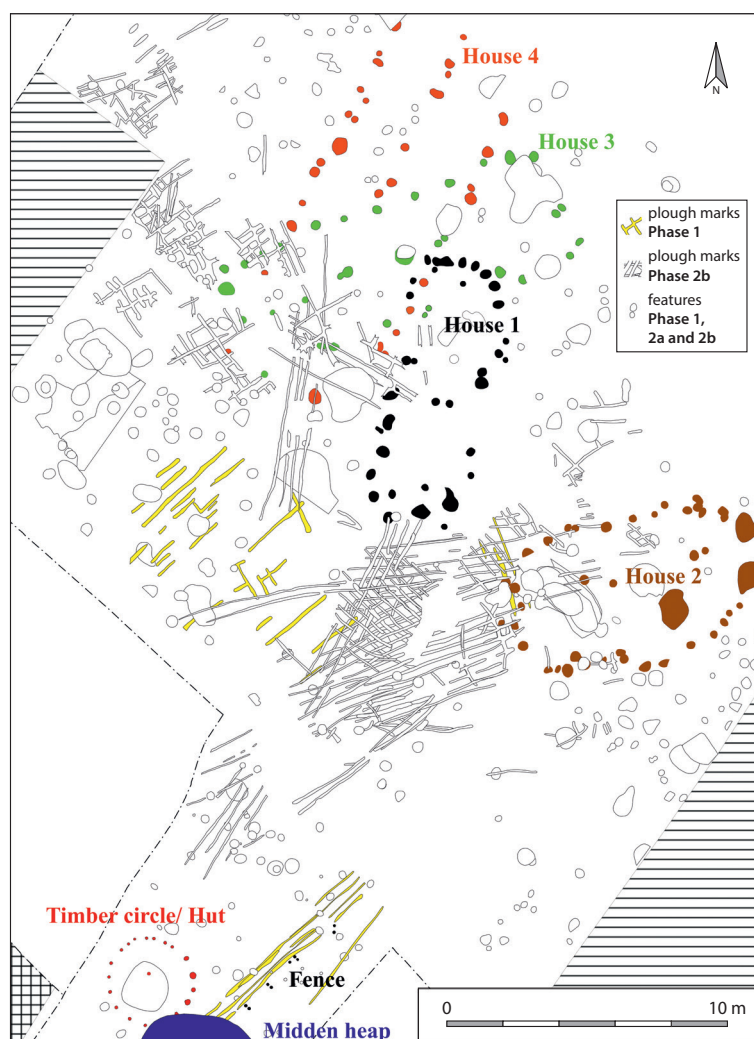 House 4
N
House 3
plough marks
Phase 1
plough marks
Phase 2b
features
Phase 1,
2a and 2b
House 1
House 2
Timber circle/ Hut
Fence
Midden heap
0
10 m